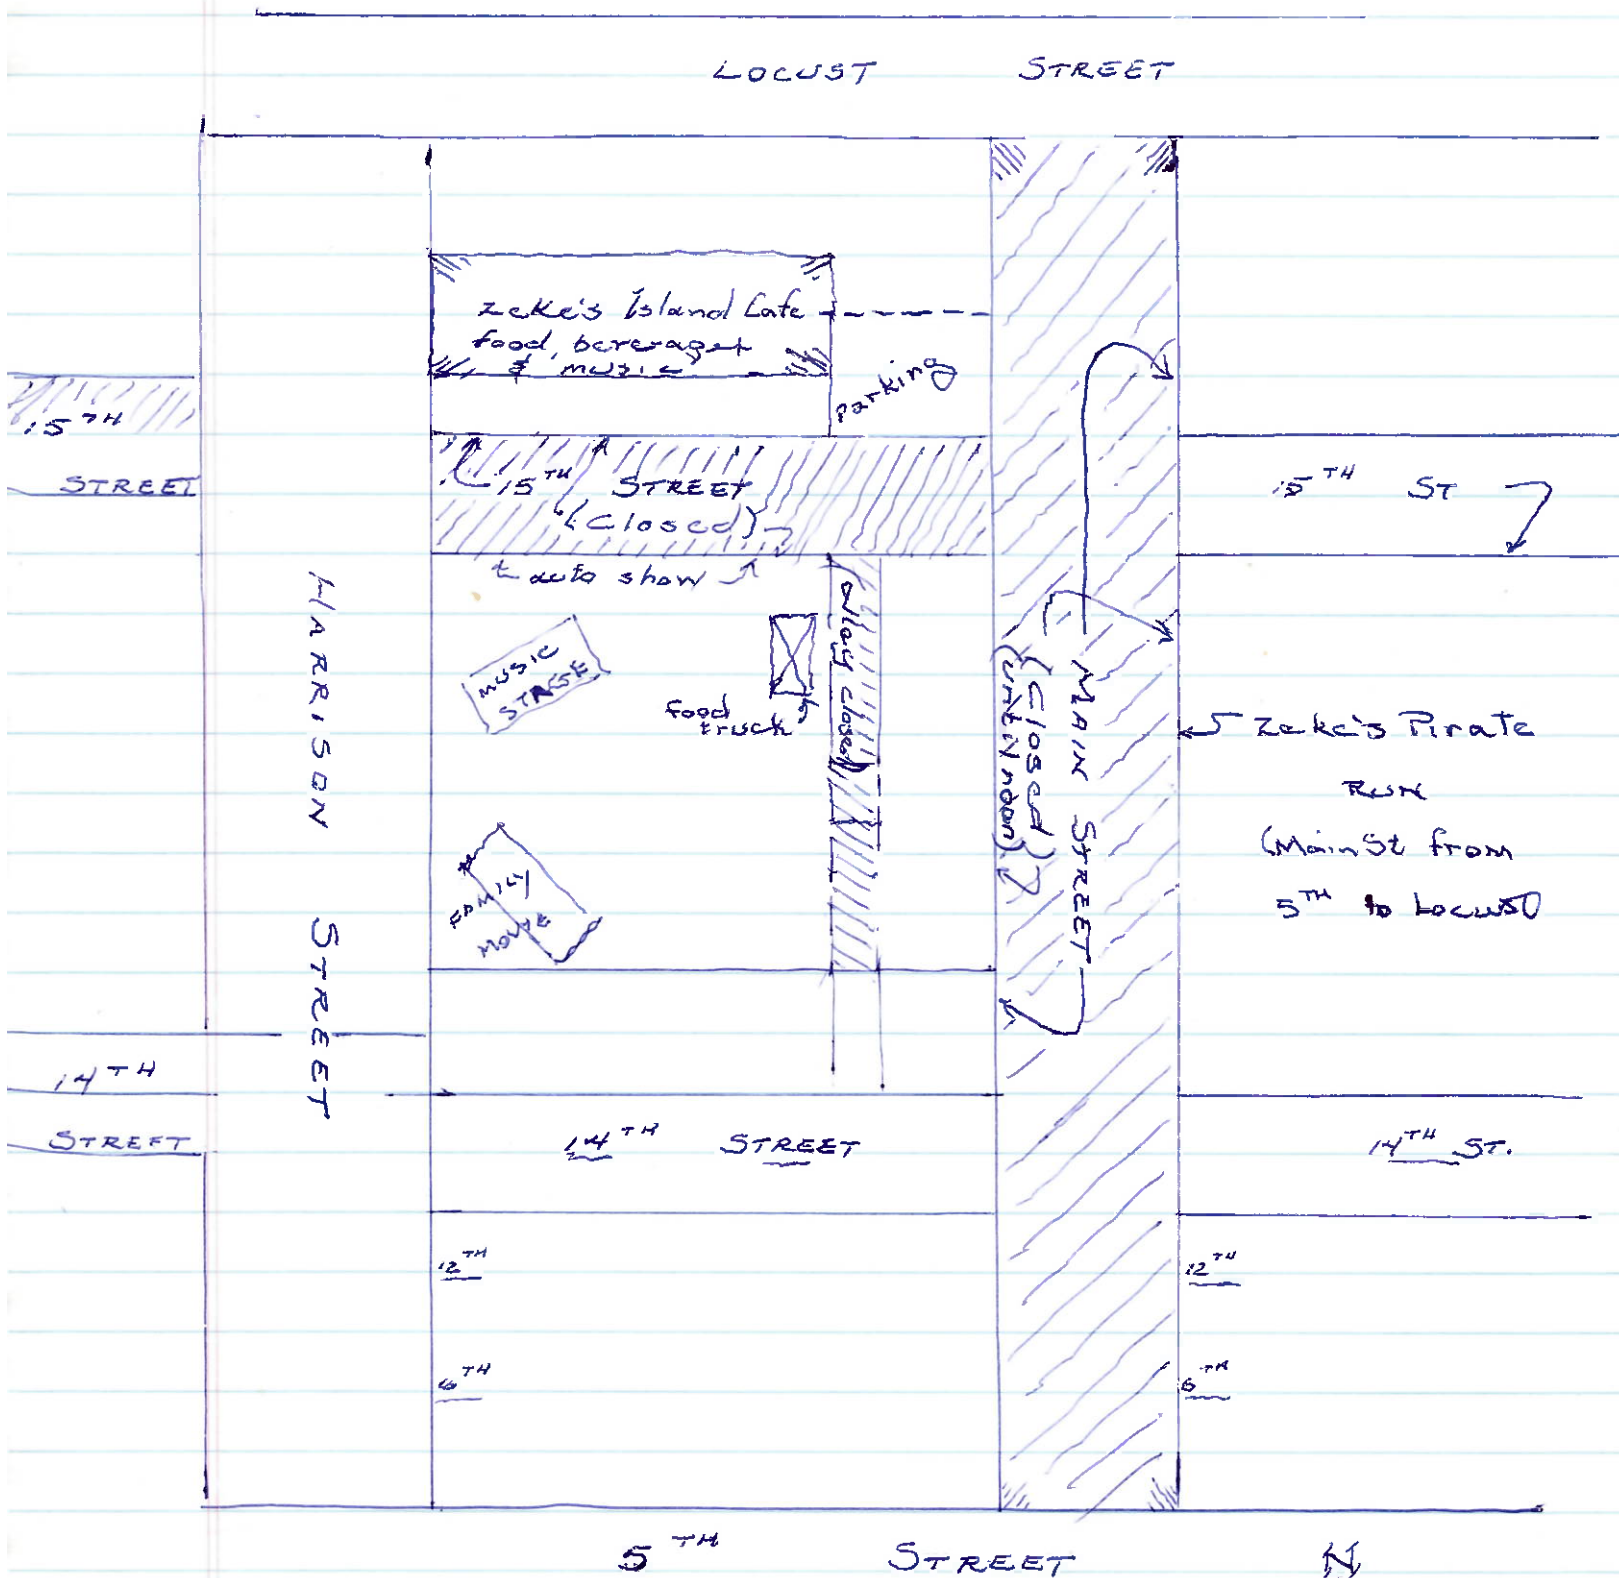 LOCUST STREET
Zeke's Island Cafe
food, beverages
& music
parking
15TH
STREET
15TH STREET
(Closed)
15TH ST
auto show
MUSIC
STAGE
food
truck
alley closed
HARRISON STREET
MAIN STREET
(Closed)
(until noon)
Zeke's Pirate
RUN
(Main St from
5TH to Locust)
FAMILY
MOVIE
14TH
STREET
14TH STREET
14TH ST.
12TH
12TH
6TH
6TH
5TH STREET
N